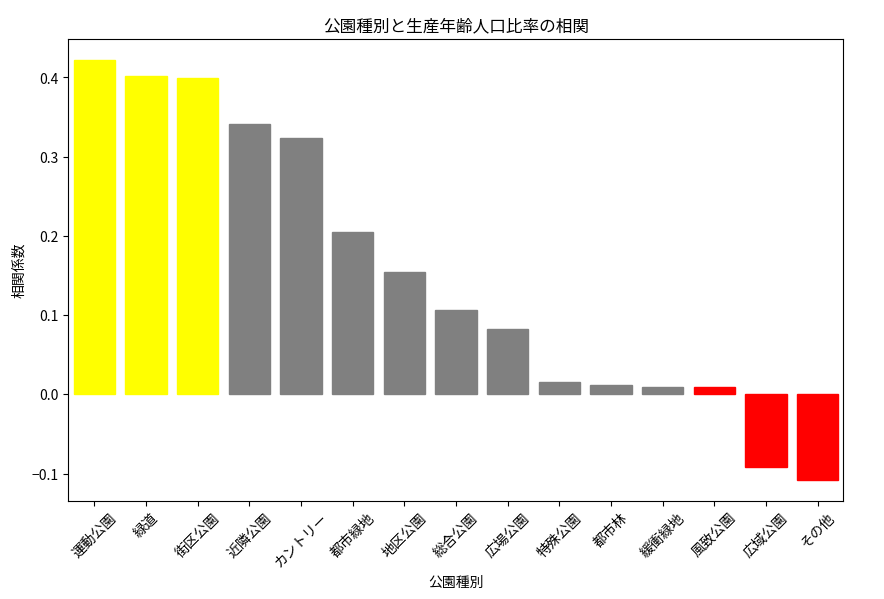 公園種別と生産年齢人口比率の相関
相関係数
0.4
0.3
0.2
0.1
0.0
−0.1
運動公園
緑道
街区公園
近隣公園
カントリー
都市緑地
地区公園
総合公園
広場公園
特殊公園
都市林
緩衝緑地
風致公園
広域公園
その他
公園種別